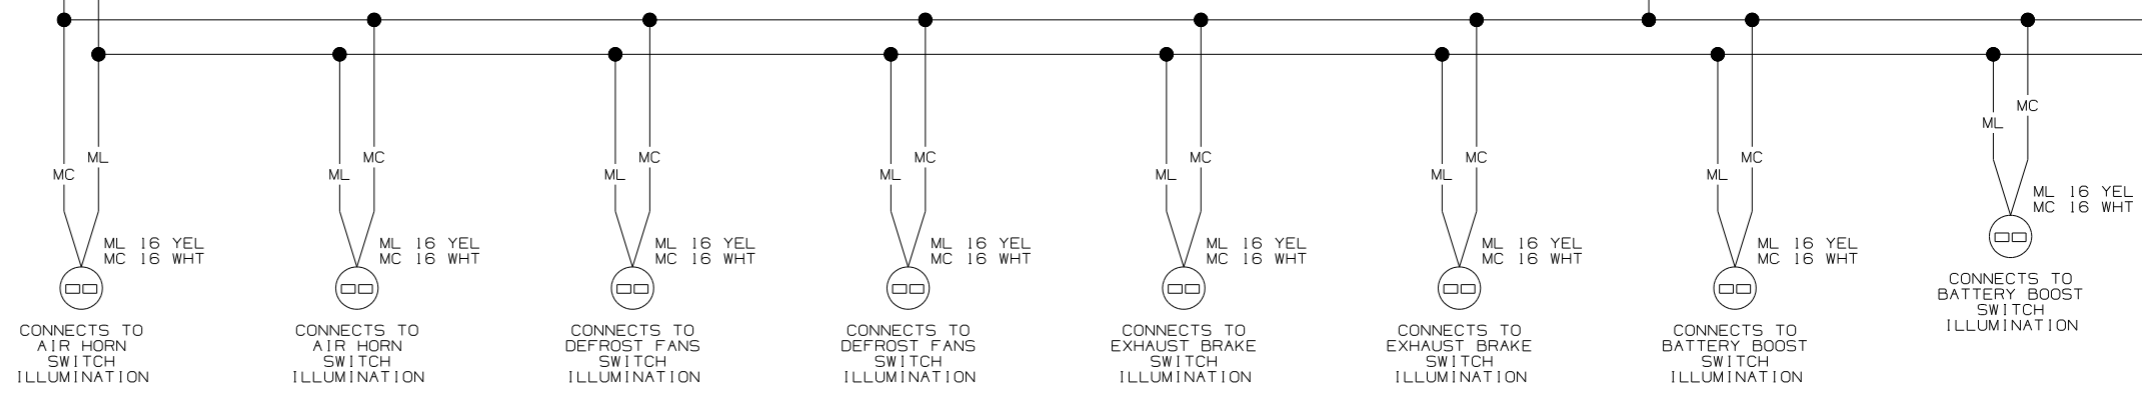 MC
ML
ML 16 YEL
MC 16 WHT
CONNECTS TO
AIR HORN
SWITCH
ILLUMINATION
ML
MC
ML 16 YEL
MC 16 WHT
CONNECTS TO
AIR HORN
SWITCH
ILLUMINATION
ML
MC
ML 16 YEL
MC 16 WHT
CONNECTS TO
DEFROST FANS
SWITCH
ILLUMINATION
ML
MC
ML 16 YEL
MC 16 WHT
CONNECTS TO
DEFROST FANS
SWITCH
ILLUMINATION
ML
MC
ML 16 YEL
MC 16 WHT
CONNECTS TO
EXHAUST BRAKE
SWITCH
ILLUMINATION
ML
MC
ML 16 YEL
MC 16 WHT
CONNECTS TO
EXHAUST BRAKE
SWITCH
ILLUMINATION
ML
MC
ML 16 YEL
MC 16 WHT
CONNECTS TO
BATTERY BOOST
SWITCH
ILLUMINATION
ML
MC
ML 16 YEL
MC 16 WHT
CONNECTS TO
BATTERY BOOST
SWITCH
ILLUMINATION